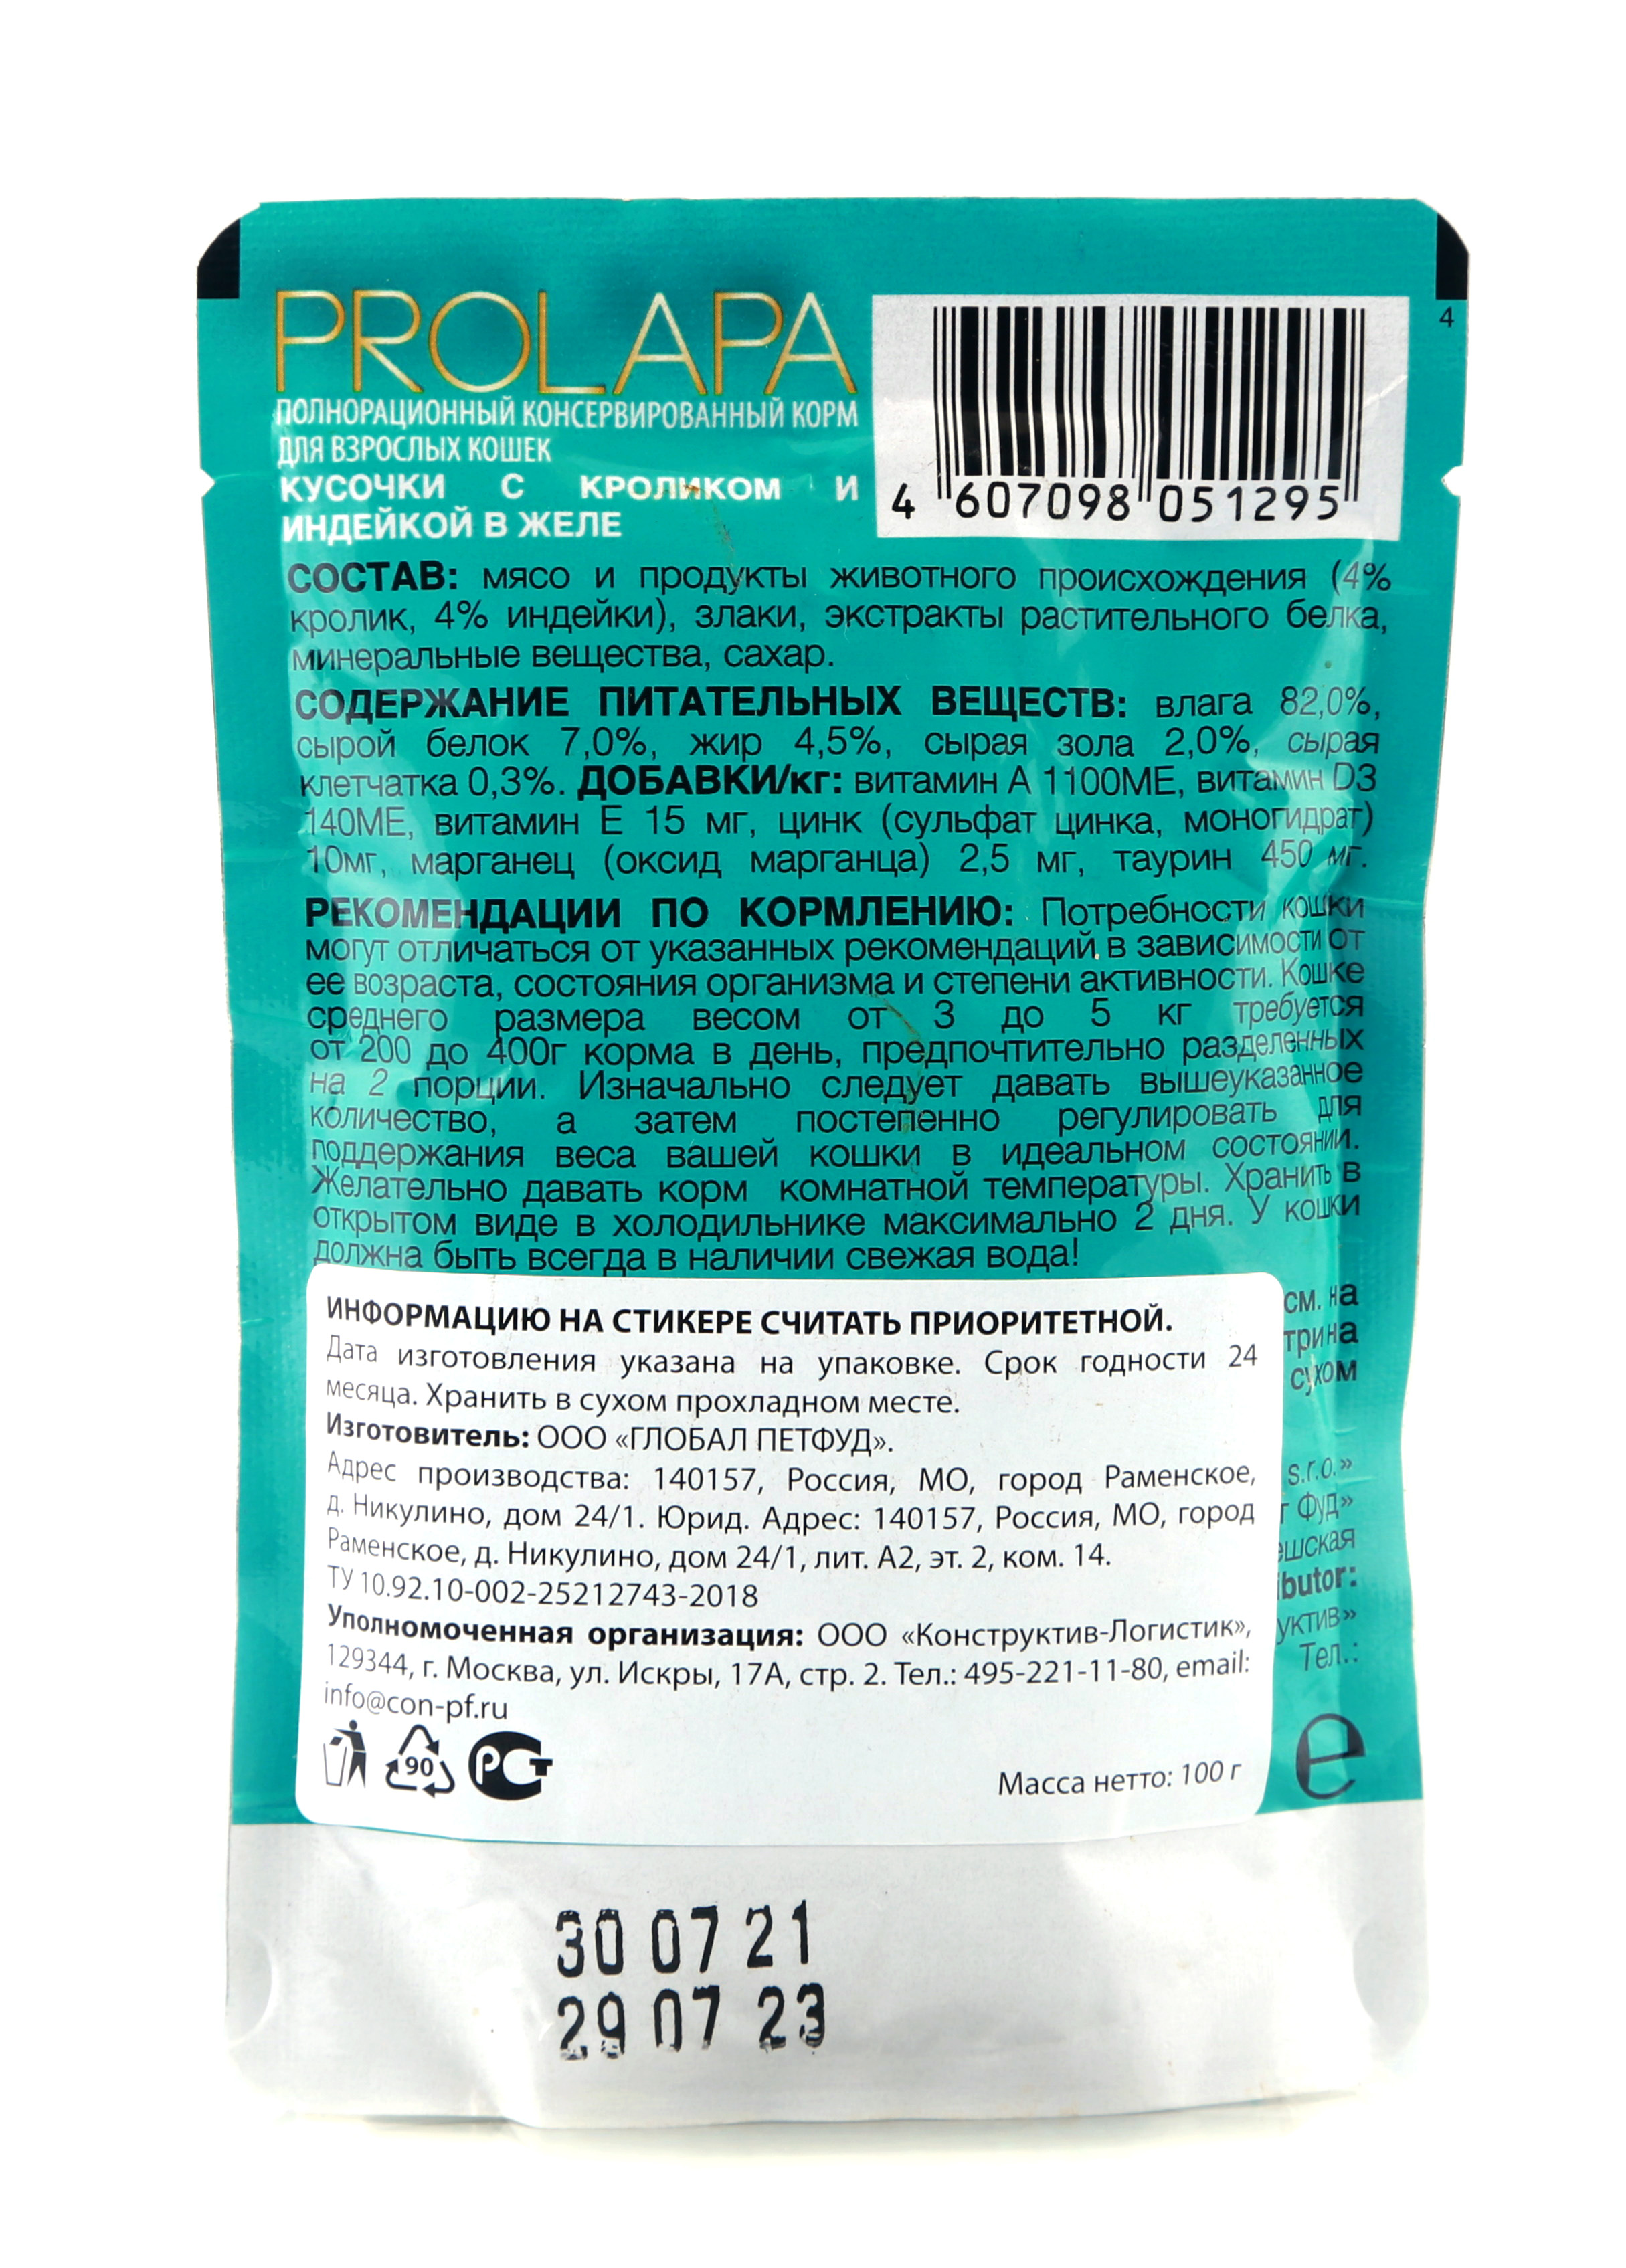 PROLAPA
ПОЛНОРАЦИОННЫЙ КОНСЕРВИРОВАННЫЙ КОРМ
ДЛЯ ВЗРОСЛЫХ КОШЕК
КУСОЧКИ С КРОЛИКОМ И
ИНДЕЙКОЙ В ЖЕЛЕ
4
4 607098 051295
СОСТАВ: мясо и продукты животного происхождения (4%
кролик, 4% индейки), злаки, экстракты растительного белка,
минеральные вещества, сахар.
СОДЕРЖАНИЕ ПИТАТЕЛЬНЫХ ВЕЩЕСТВ: влага 82,0%,
сырой белок 7,0%, жир 4,5%, сырая зола 2,0%, сырая
клетчатка 0,3%. ДОБАВКИ/кг: витамин А 1100МЕ, витамин D3
140МЕ, витамин Е 15 мг, цинк (сульфат цинка, моногидрат)
10мг, марганец (оксид марганца) 2,5 мг, таурин 450 мг.
РЕКОМЕНДАЦИИ ПО КОРМЛЕНИЮ: Потребности кошки
могут отличаться от указанных рекомендаций в зависимости от
ее возраста, состояния организма и степени активности. Кошке
среднего размера весом от 3 до 5 кг требуется
от 200 до 400г корма в день, предпочтительно разделенных
на 2 порции. Изначально следует давать вышеуказанное
количество, а затем постепенно регулировать для
поддержания веса вашей кошки в идеальном состоянии.
Желательно давать корм комнатной температуры. Хранить в
открытом виде в холодильнике максимально 2 дня. У кошки
должна быть всегда в наличии свежая вода!
ИНФОРМАЦИЮ НА СТИКЕРЕ СЧИТАТЬ ПРИОРИТЕТНОЙ.
Дата изготовления указана на упаковке. Срок годности 24
месяца. Хранить в сухом прохладном месте.
Изготовитель: ООО «ГЛОБАЛ ПЕТФУД».
Адрес производства: 140157, Россия, МО, город Раменское,
д. Никулино, дом 24/1. Юрид. Адрес: 140157, Россия, МО, город
Раменское, д. Никулино, дом 24/1, лит. А2, эт. 2, ком. 14.
ТУ 10.92.10-002-25212743-2018
Уполномоченная организация: ООО «Конструктив-Логистик»,
129344, г. Москва, ул. Искры, 17А, стр. 2. Тел.: 495-221-11-80, email:
info@con-pf.ru
90
РСТ
Масса нетто: 100 г
см. на
сухом
s.r.o.»
Фуд»
Тел.:
e
30 07 21
29 07 23